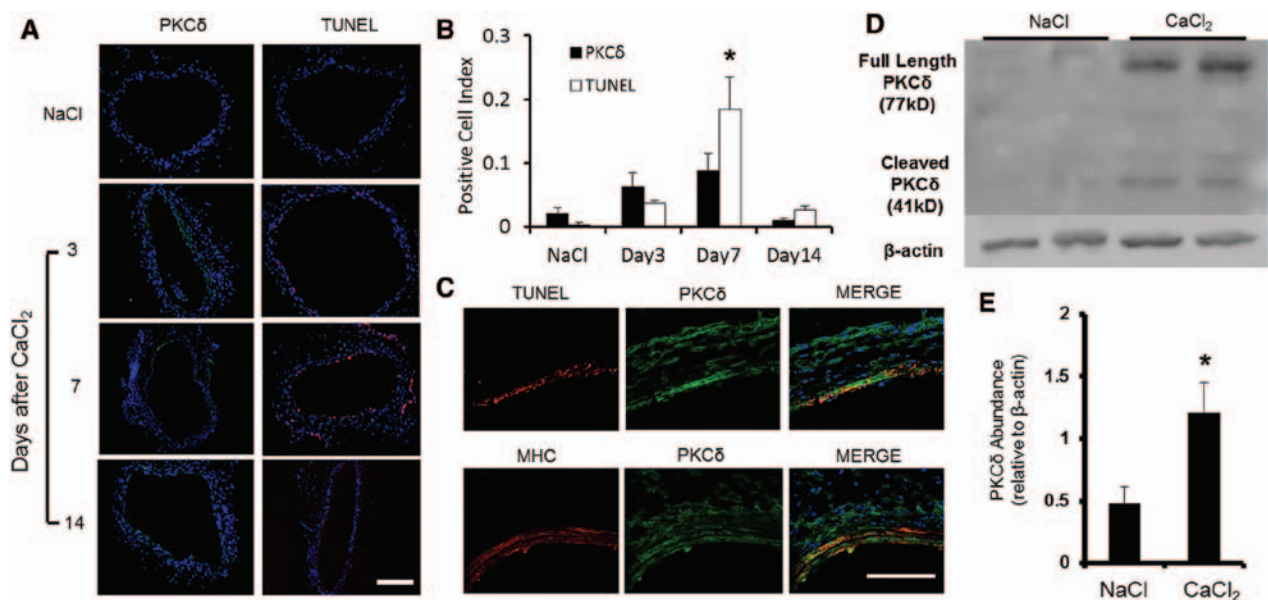 A
PKCδ TUNEL
NaCl
Days after CaCl₂
3
7
14
B
Positive Cell Index
0.3
0.2
0.1
0
PKCδ
TUNEL
*
NaCl Day3 Day7 Day14
C
TUNEL PKCδ MERGE
MHC PKCδ MERGE
D
NaCl CaCl₂
Full Length
PKCδ
(77kD)
Cleaved
PKCδ
(41kD)
β-actin
E
PKCδ Abundance
(relative to β-actin)
2
1.5
1
0.5
0
*
NaCl CaCl₂